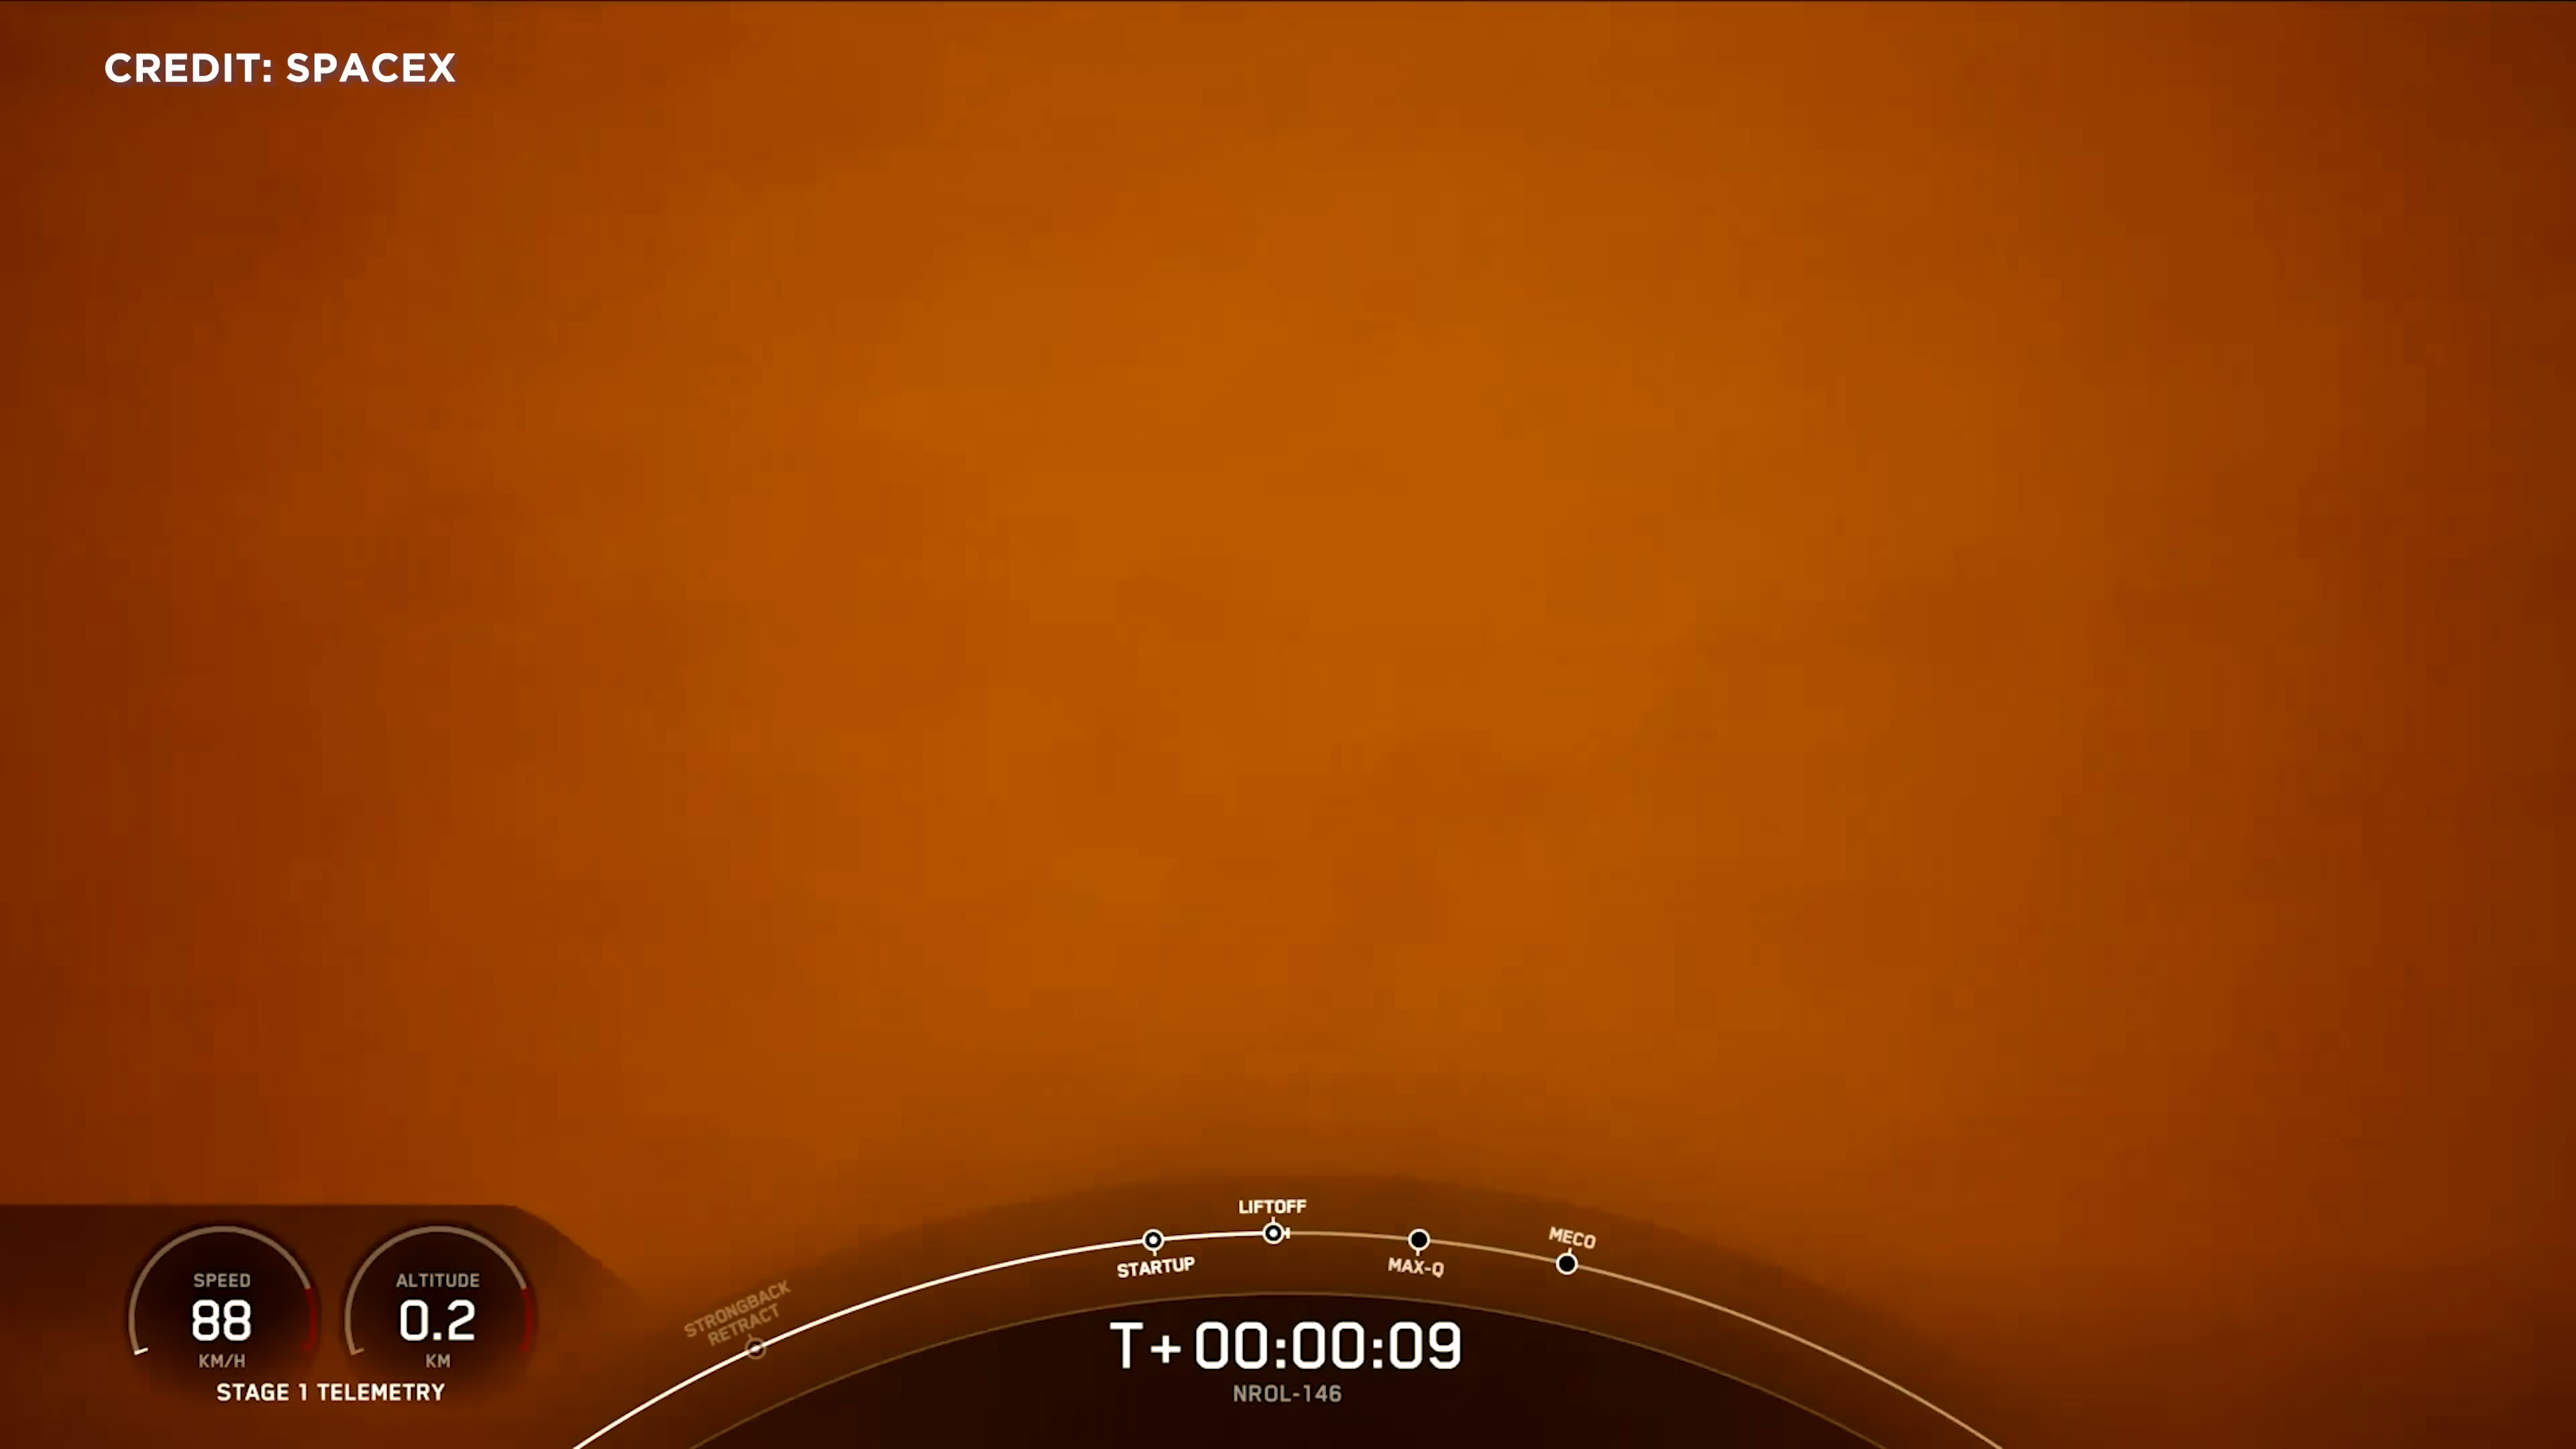 CREDIT: SPACEX
LIFTOFF
MECO
STARTUP
MAX-Q
STRONGBACK
RETRACT
SPEED
88
KM/H
ALTITUDE
0.2
KM
STAGE 1 TELEMETRY
T+00:00:09
NROL-146